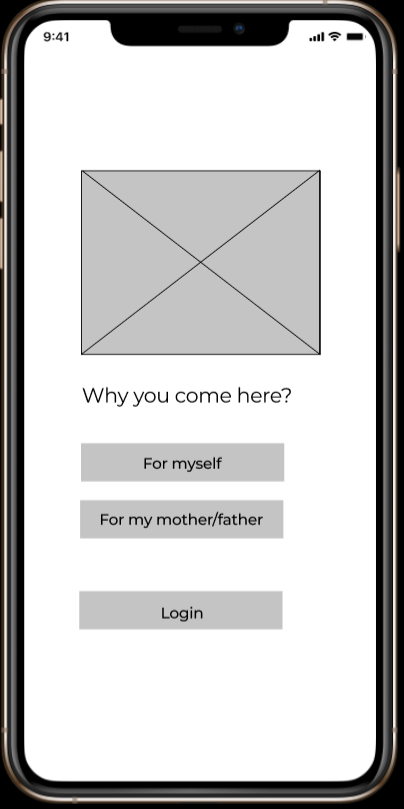 9:41
Why you come here?
For myself
For my mother/father
Login